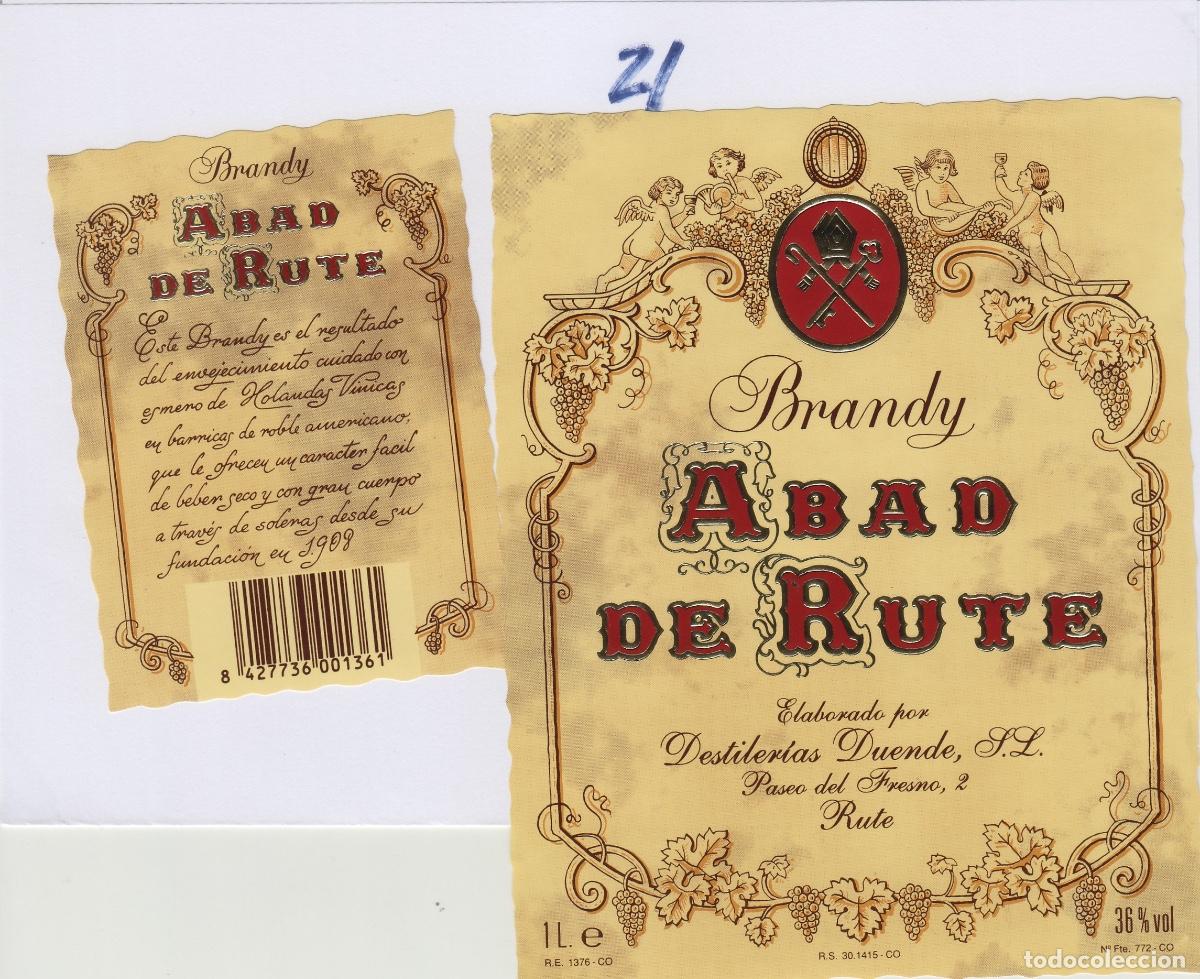 21
Brandy
ABAD
DE RUTE
Este Brandy es el resultado
del envejecimiento cuidado con
esmero de Holandas Vinicas
en barricas de roble americano,
que le ofrecen un caracter facil
de beber seco y con gran cuerpo
a través de soleras desde su
fundación en 1908
8 427736 001361
Brandy
ABAD
DE RUTE
Elaborado por
Destilerías Duende, S.L.
Paseo del Fresno, 2
Rute
1 L. e
36 % vol
R.E. 1376 - CO
R.S. 30.1415 - CO
Nº Fte. 772 - CO
todocoleccion